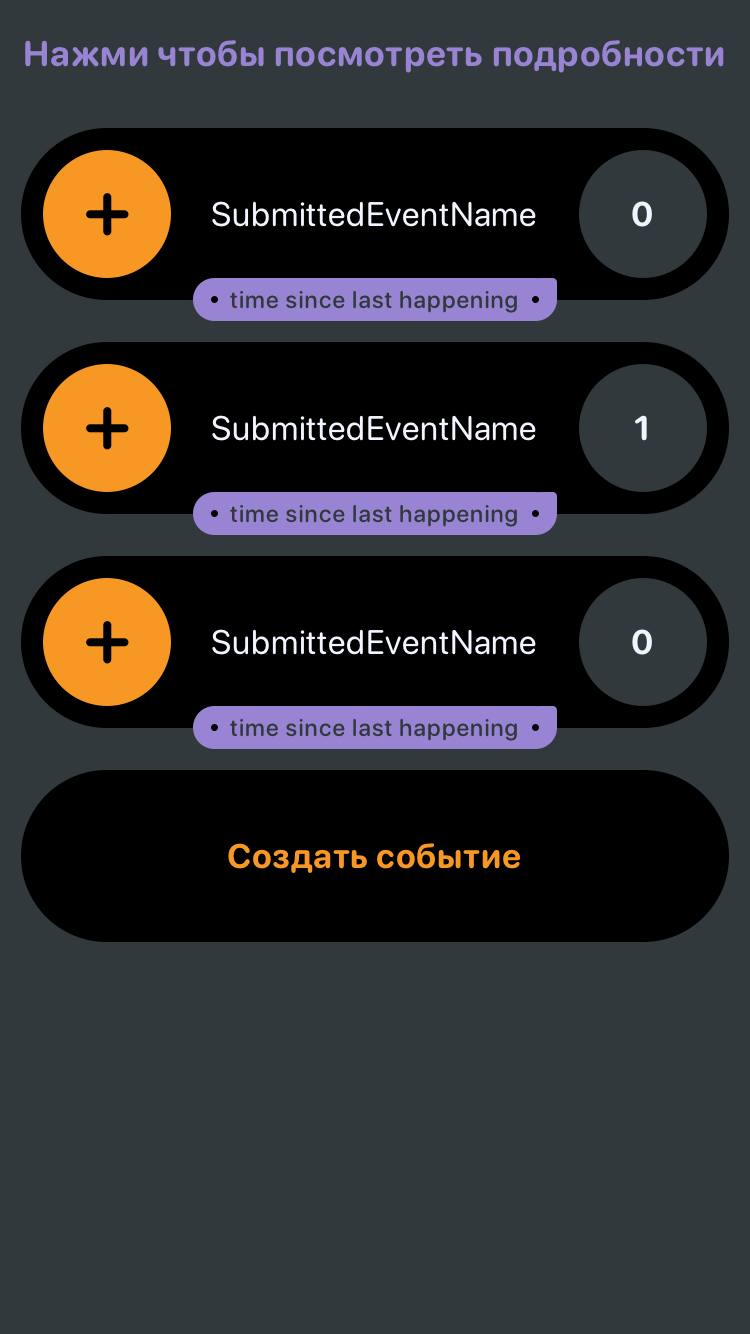 Нажми чтобы посмотреть подробности
SubmittedEventName
0
• time since last happening •
SubmittedEventName
1
• time since last happening •
SubmittedEventName
0
• time since last happening •
Создать событие